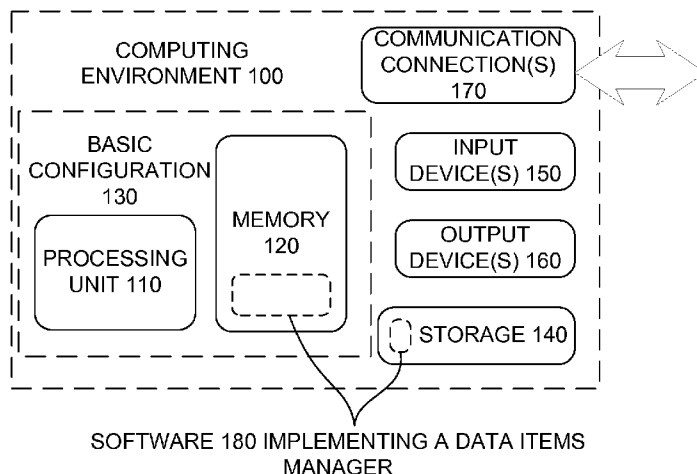 COMPUTING
ENVIRONMENT 100
COMMUNICATION
CONNECTION(S)
170
BASIC
CONFIGURATION
130
PROCESSING
UNIT 110
MEMORY
120
INPUT
DEVICE(S) 150
OUTPUT
DEVICE(S) 160
STORAGE 140
SOFTWARE 180 IMPLEMENTING A DATA ITEMS
MANAGER